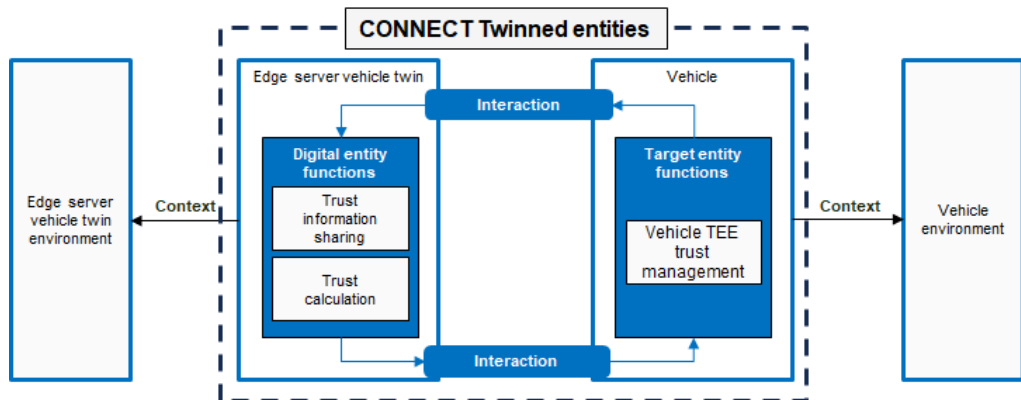 CONNECT Twinned entities
Edge server vehicle twin
Vehicle
Interaction
Digital entity
functions
Target entity
functions
Trust
information
sharing
Vehicle TEE
trust
management
Trust
calculation
Edge server
vehicle twin
environment
Context
Context
Vehicle
environment
Interaction